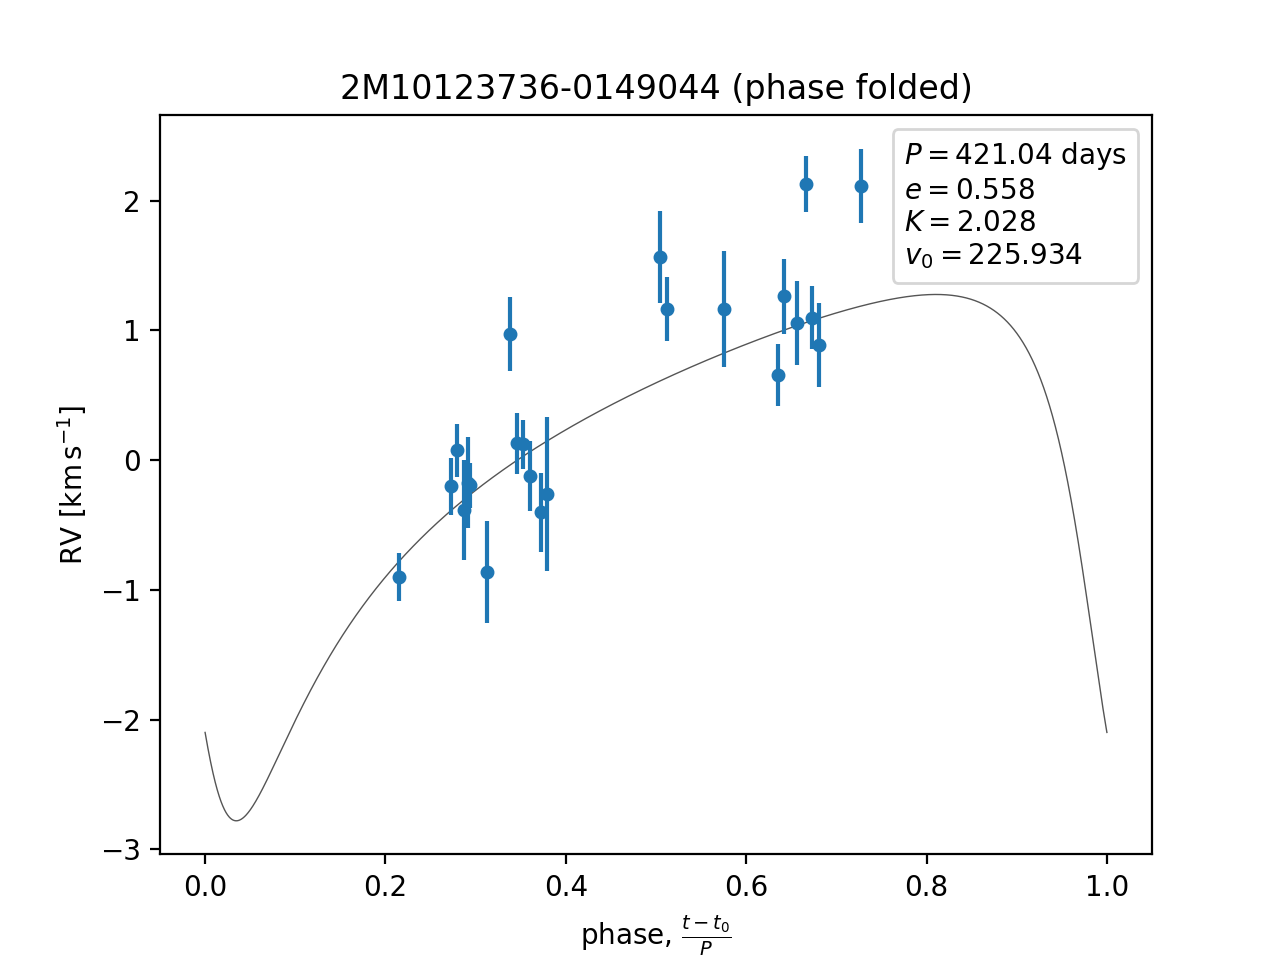 2M10123736-0149044 (phase folded)
P = 421.04 days
e = 0.558
K = 2.028
v₀ = 225.934
RV [km s⁻¹]
2
1
0
−1
−2
−3
0.0 0.2 0.4 0.6 0.8 1.0
phase, (t − t₀)/P